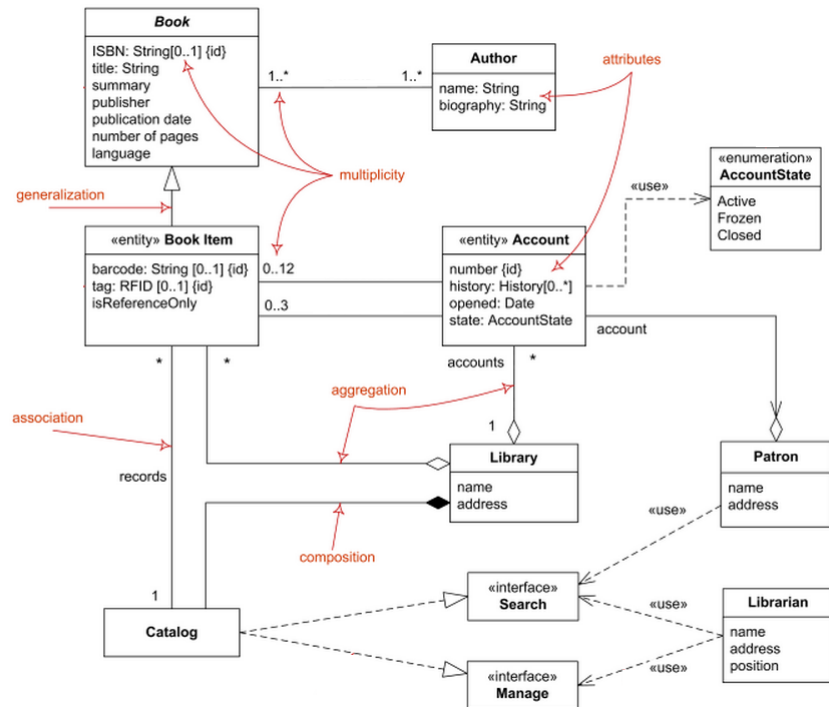 Book
ISBN: String[0..1] {id}
title: String
summary
publisher
publication date
number of pages
language
1..*
1..*
Author
name: String
biography: String
attributes
multiplicity
generalization
«enumeration»
AccountState
Active
Frozen
Closed
«use»
«entity» Book Item
barcode: String [0..1] {id}
tag: RFID [0..1] {id}
isReferenceOnly
0..12
0..3
«entity» Account
number {id}
history: History[0..*]
opened: Date
state: AccountState
account
*
*
accounts
*
aggregation
association
1
records
Library
name
address
Patron
name
address
composition
«use»
1
Catalog
«interface»
Search
«use»
Librarian
name
address
position
«interface»
Manage
«use»